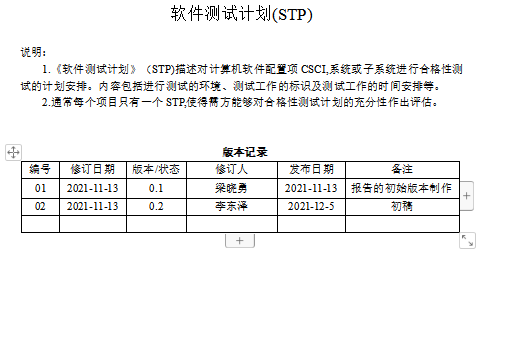 软件测试计划(STP)
说明：
1.《软件测试计划》（STP)描述对计算机软件配置项 CSCI,系统或子系统进行合格性测
试的计划安排。内容包括进行测试的环境、测试工作的标识及测试工作的时间安排等。
2.通常每个项目只有一个 STP,使得需方能够对合格性测试计划的充分性作出评估。
版本记录
编号 修订日期 版本/状态 修订人 发布日期 备注
01 2021-11-13 0.1 梁晓勇 2021-11-13 报告的初始版本制作
02 2021-11-13 0.2 李东泽 2021-12-5 初稿